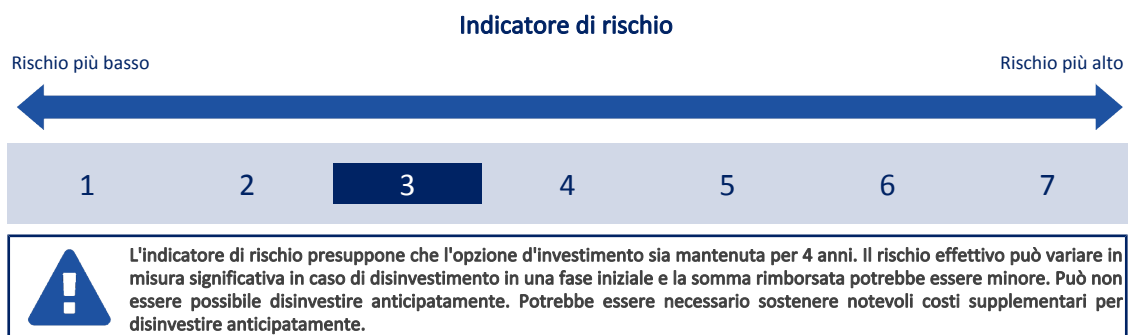 Indicatore di rischio
Rischio più basso Rischio più alto
1 2 3 4 5 6 7
L'indicatore di rischio presuppone che l'opzione d'investimento sia mantenuta per 4 anni. Il rischio effettivo può variare in
misura significativa in caso di disinvestimento in una fase iniziale e la somma rimborsata potrebbe essere minore. Può non
essere possibile disinvestire anticipatamente. Potrebbe essere necessario sostenere notevoli costi supplementari per
disinvestire anticipatamente.